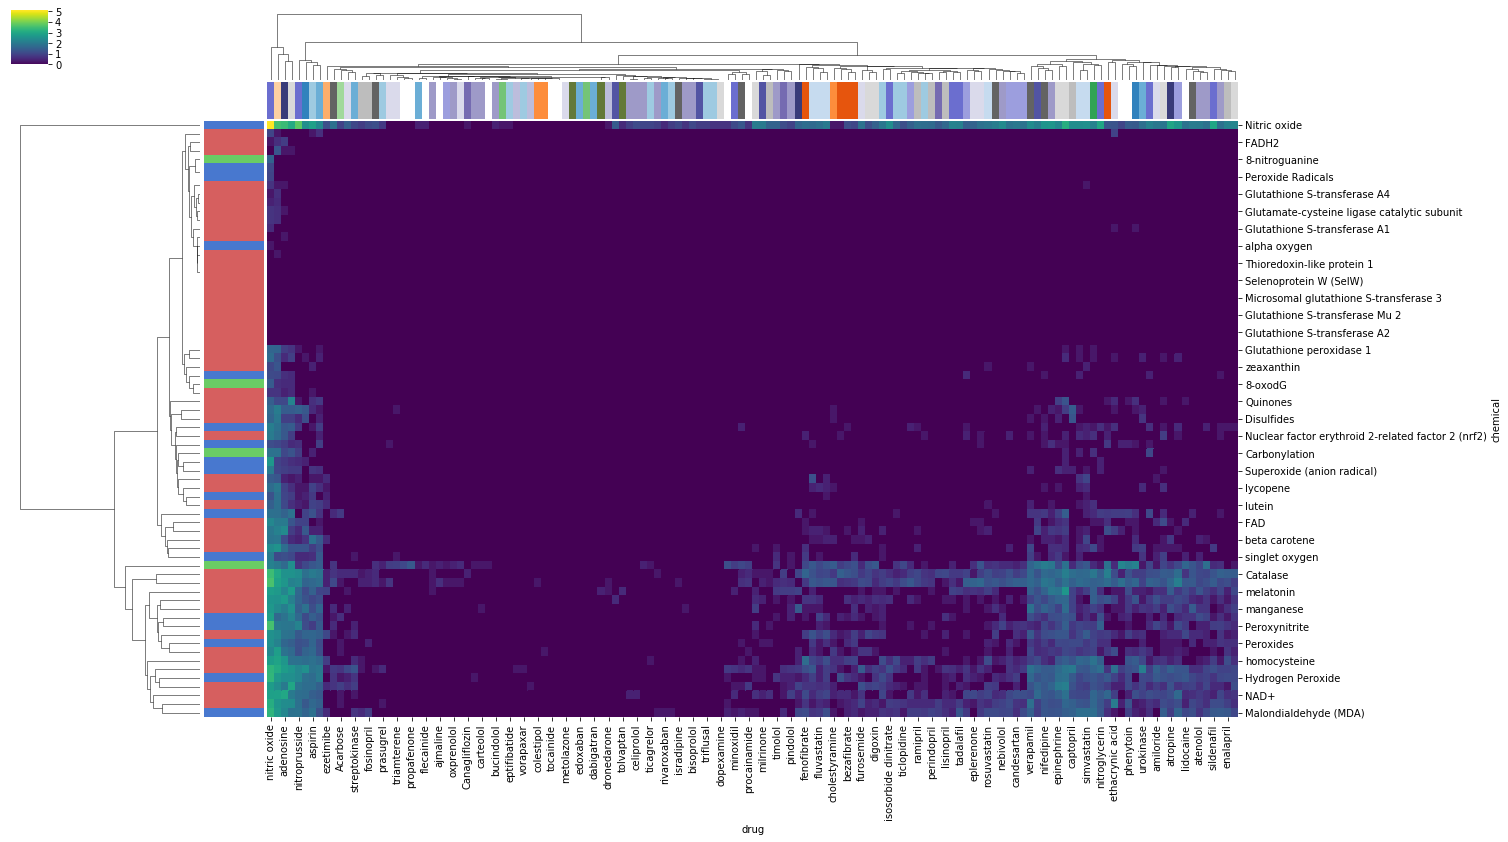 5
4
3
2
1
0
Nitric oxide
FADH2
8-nitroguanine
Peroxide Radicals
Glutathione S-transferase A4
Glutamate-cysteine ligase catalytic subunit
Glutathione S-transferase A1
alpha oxygen
Thioredoxin-like protein 1
Selenoprotein W (SelW)
Microsomal glutathione S-transferase 3
Glutathione S-transferase Mu 2
Glutathione S-transferase A2
Glutathione peroxidase 1
zeaxanthin
8-oxodG
Quinones
Disulfides
Nuclear factor erythroid 2-related factor 2 (nrf2)
Carbonylation
Superoxide (anion radical)
lycopene
lutein
FAD
beta carotene
singlet oxygen
Catalase
melatonin
manganese
Peroxynitrite
Peroxides
homocysteine
Hydrogen Peroxide
NAD+
Malondialdehyde (MDA)
chemical
nitric oxide
adenosine
nitroprusside
aspirin
ezetimibe
Acarbose
streptokinase
fosinopril
prasugrel
triamterene
propafenone
flecainide
ajmaline
oxprenolol
Canagliflozin
carteolol
bucindolol
eptifibatide
vorapaxar
colestipol
tocainide
metolazone
edoxaban
dabigatran
dronedarone
tolvaptan
celiprolol
ticagrelor
rivaroxaban
isradipine
bisoprolol
triflusal
dopexamine
minoxidil
procainamide
milrinone
timolol
pindolol
fenofibrate
fluvastatin
cholestyramine
bezafibrate
furosemide
digoxin
isosorbide dinitrate
ticlopidine
ramipril
perindopril
lisinopril
tadalafil
eplerenone
rosuvastatin
nebivolol
candesartan
verapamil
nifedipine
epinephrine
captopril
simvastatin
nitroglycerin
ethacrynic acid
phenytoin
urokinase
amiloride
atropine
lidocaine
atenolol
sildenafil
enalapril
drug